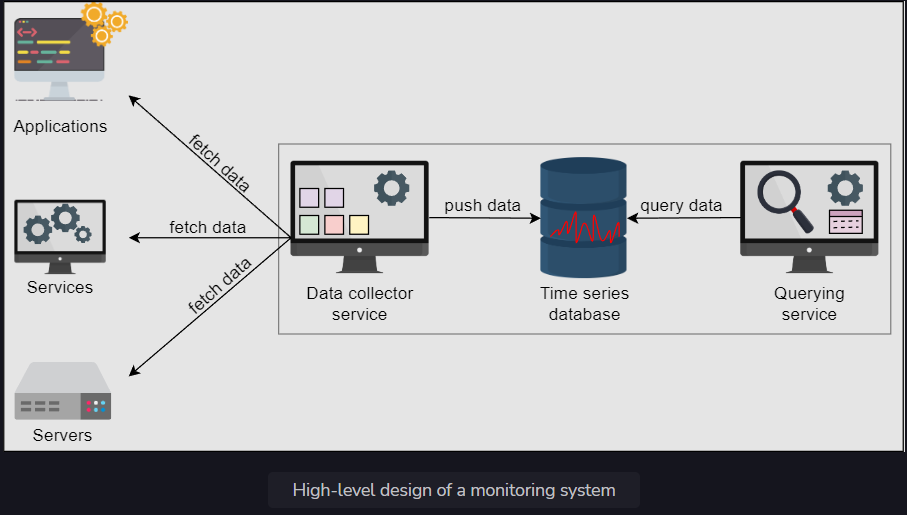 Applications
fetch data
fetch data
Services
fetch data
Servers
Data collector
service
push data
Time series
database
query data
Querying
service
High-level design of a monitoring system